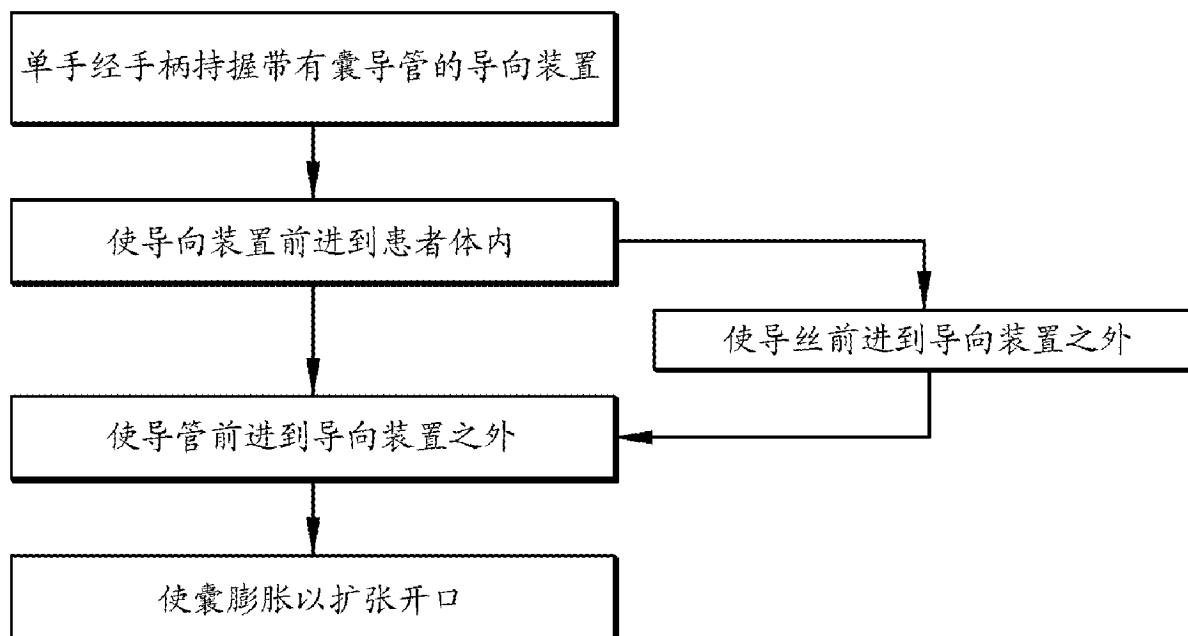 单手经手柄持握带有囊导管的导向装置
使导向装置前进到患者体内
使导丝前进到导向装置之外
使导管前进到导向装置之外
使囊膨胀以扩张开口